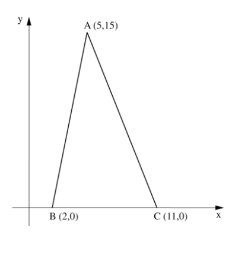 y
A (5,15)
B (2,0)
C (11,0)
x